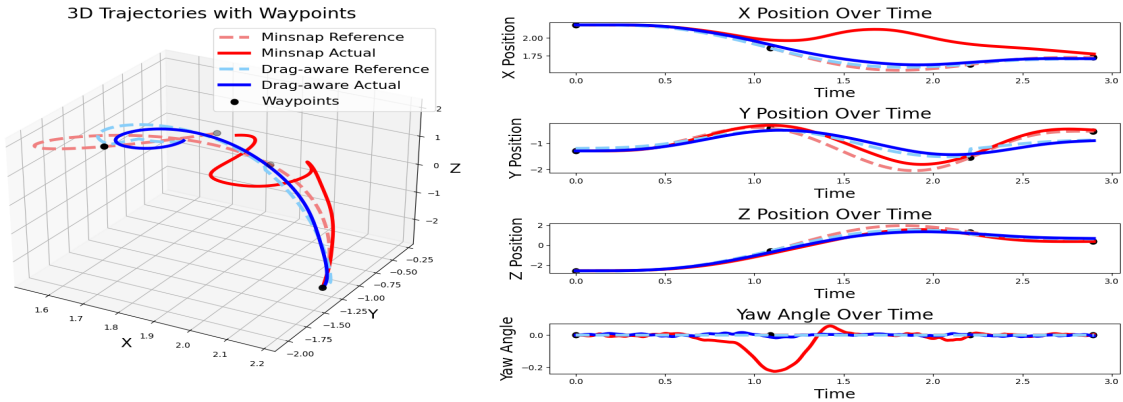 3D Trajectories with Waypoints
Minsnap Reference
Minsnap Actual
Drag-aware Reference
Drag-aware Actual
Waypoints
2
1
0
−1
−2
Z
−0.25
−0.50
−0.75
−1.00
−1.25
−1.50
−1.75
−2.00
Y
1.6
1.7
1.8
1.9
2.0
2.1
2.2
X
X Position Over Time
X Position
2.00
1.75
0.0 0.5 1.0 1.5 2.0 2.5 3.0
Time
Y Position Over Time
Y Position
−1
−2
0.0 0.5 1.0 1.5 2.0 2.5 3.0
Time
Z Position Over Time
Z Position
2
0
−2
0.0 0.5 1.0 1.5 2.0 2.5 3.0
Time
Yaw Angle Over Time
Yaw Angle
0.0
−0.2
0.0 0.5 1.0 1.5 2.0 2.5 3.0
Time